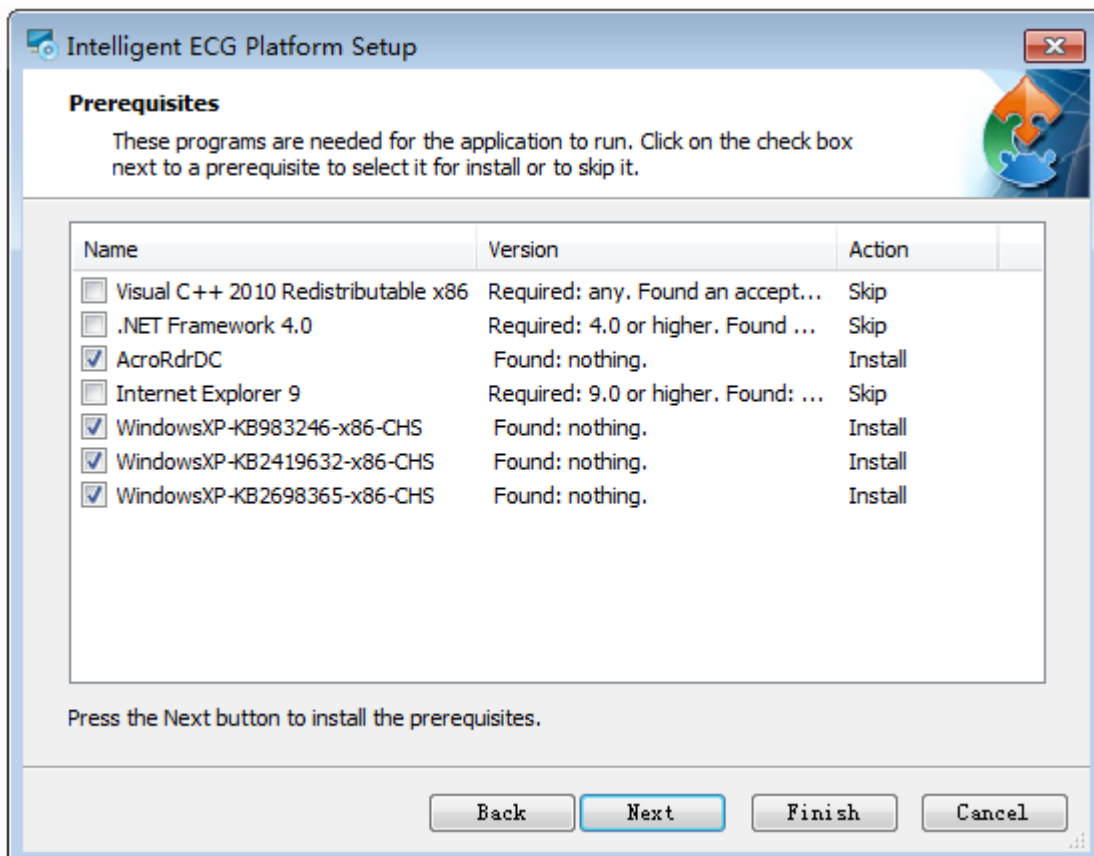 Intelligent ECG Platform Setup
Prerequisites
These programs are needed for the application to run. Click on the check box
next to a prerequisite to select it for install or to skip it.
Name Version Action
Visual C++ 2010 Redistributable x86 Required: any. Found an accept... Skip
.NET Framework 4.0 Required: 4.0 or higher. Found ... Skip
AcroRdrDC Found: nothing. Install
Internet Explorer 9 Required: 9.0 or higher. Found: ... Skip
WindowsXP-KB983246-x86-CHS Found: nothing. Install
WindowsXP-KB2419632-x86-CHS Found: nothing. Install
WindowsXP-KB2698365-x86-CHS Found: nothing. Install
Press the Next button to install the prerequisites.
Back Next Finish Cancel